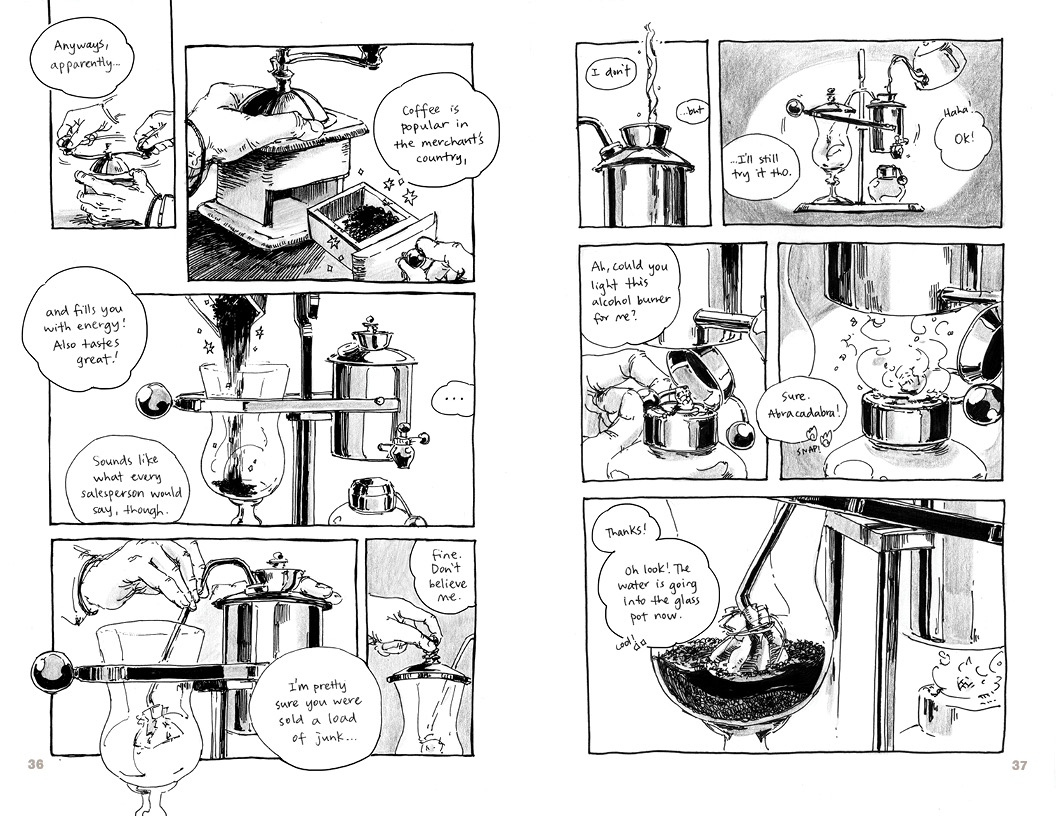 Anyways,
apparently...
Coffee is
popular in
the merchant's
country,
and fills you
with energy!
Also tastes
great!
...
Sounds like
what every
salesperson would
say, though.
Fine.
Don't
believe
me.
I'm pretty
sure you were
sold a load
of junk...
36
I don't
...but
...I'll still
try it tho.
Haha!
OK!
Ah, could you
light this
alcohol burner
for me?
Sure.
Abracadabra!
SNAP!
Thanks!
Oh look! The
water is going
into the glass
pot now.
37